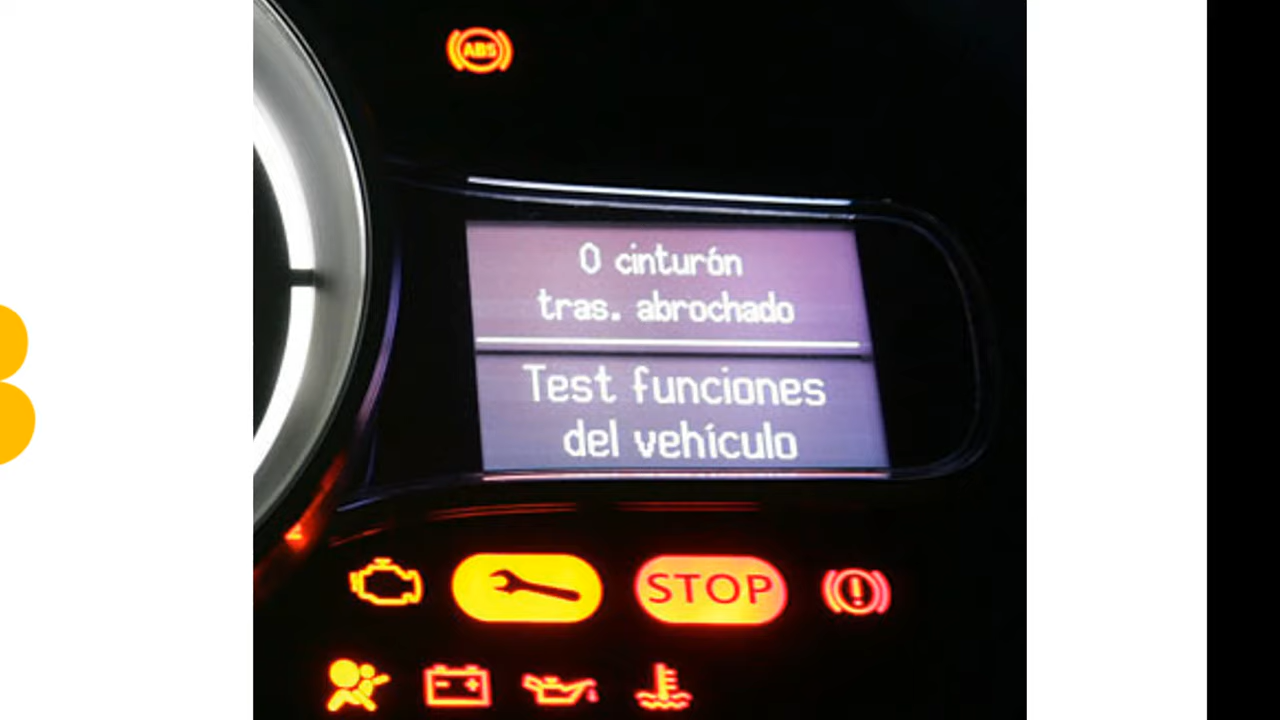 ABS
0 cinturón
tras. abrochado
Test funciones
del vehículo
STOP